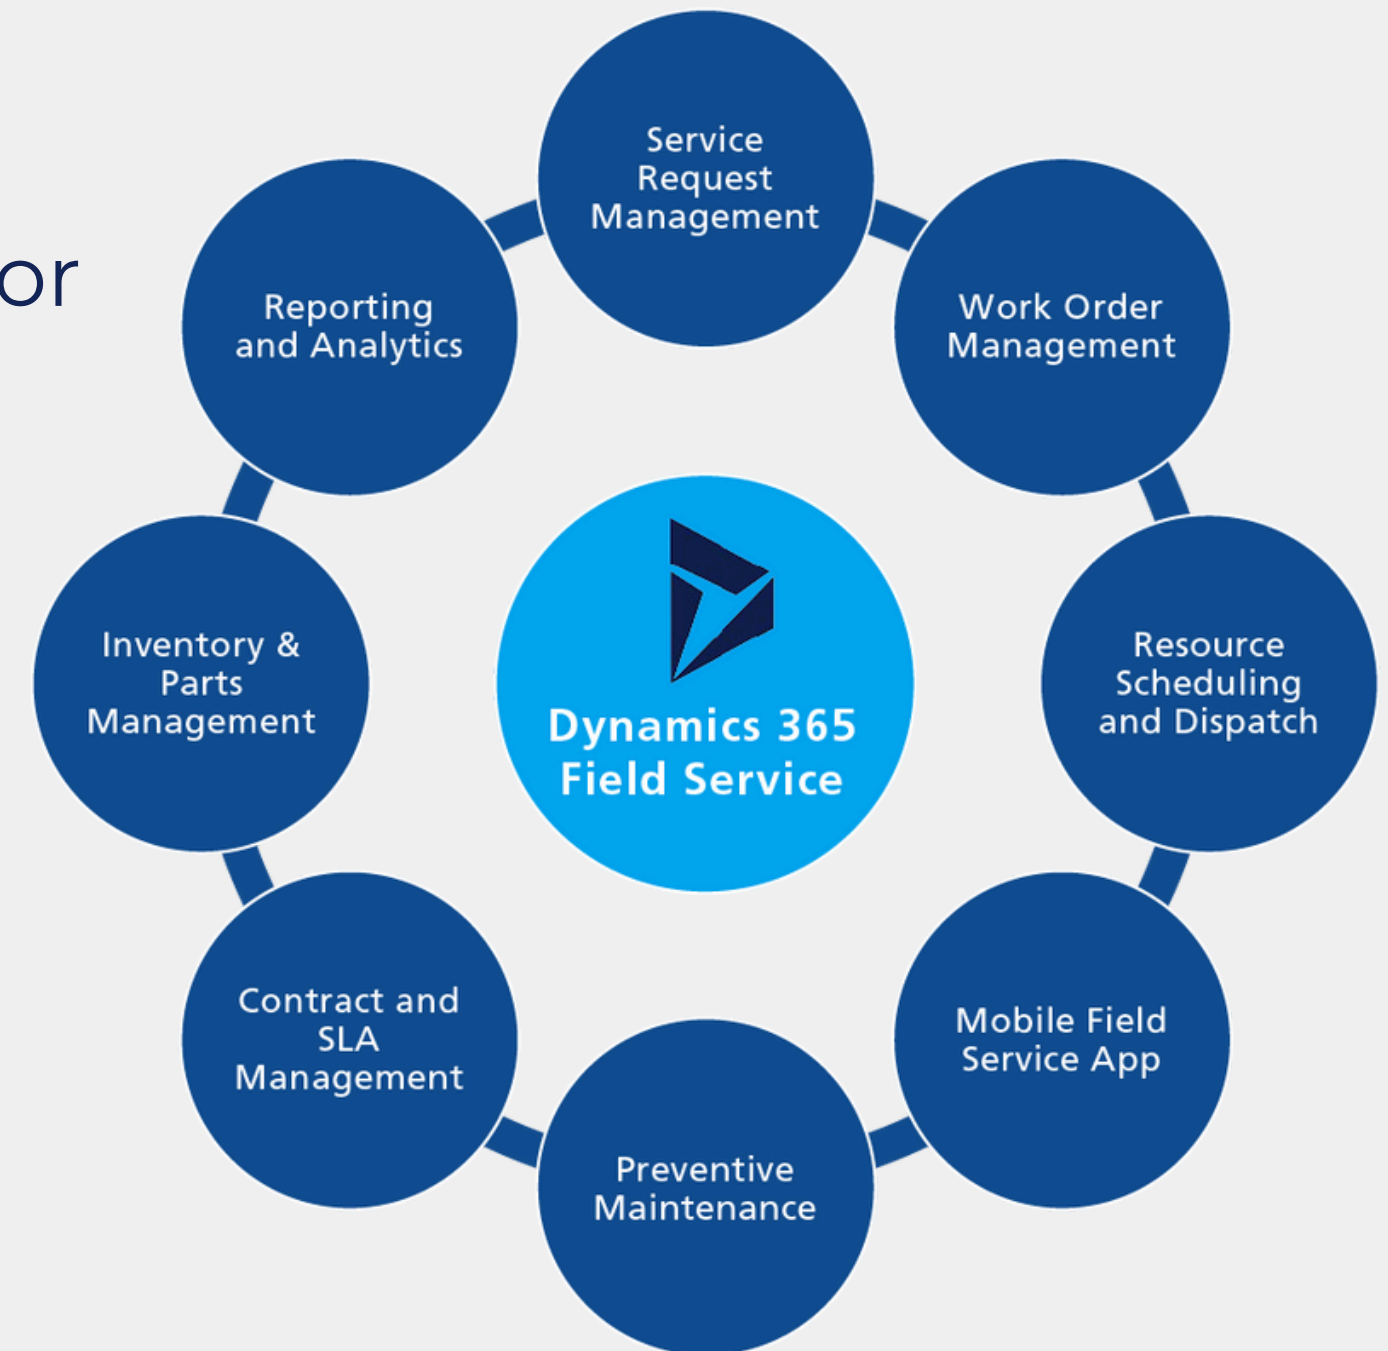 or
Service
Request
Management
Work Order
Management
Resource
Scheduling
and Dispatch
Mobile Field
Service App
Preventive
Maintenance
Contract and
SLA
Management
Inventory &
Parts
Management
Reporting
and Analytics
Dynamics 365
Field Service